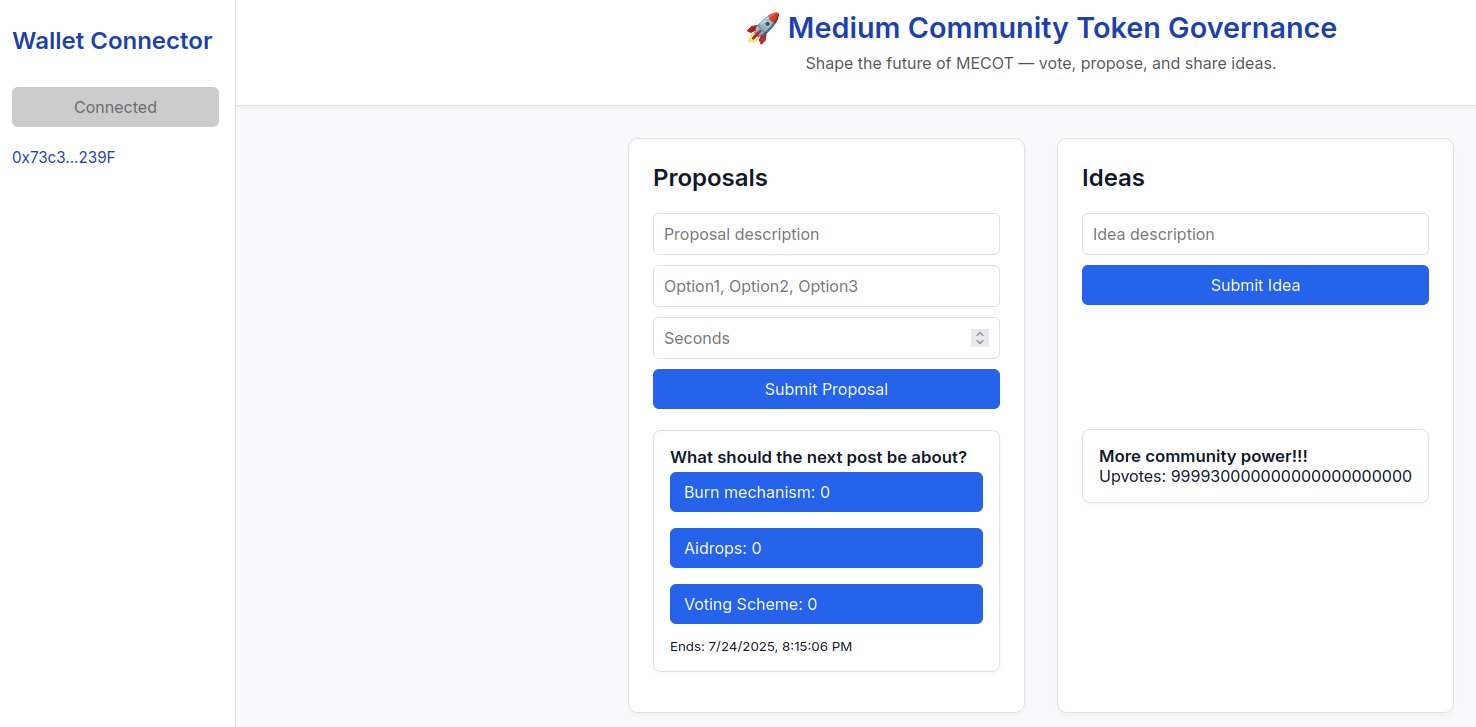 Wallet Connector
Connected
0x73c3...239F
🚀 Medium Community Token Governance
Shape the future of MECOT — vote, propose, and share ideas.
Proposals
Proposal description
Option1, Option2, Option3
Seconds
Submit Proposal
What should the next post be about?
Burn mechanism: 0
Aidrops: 0
Voting Scheme: 0
Ends: 7/24/2025, 8:15:06 PM
Ideas
Idea description
Submit Idea
More community power!!!
Upvotes: 999930000000000000000000